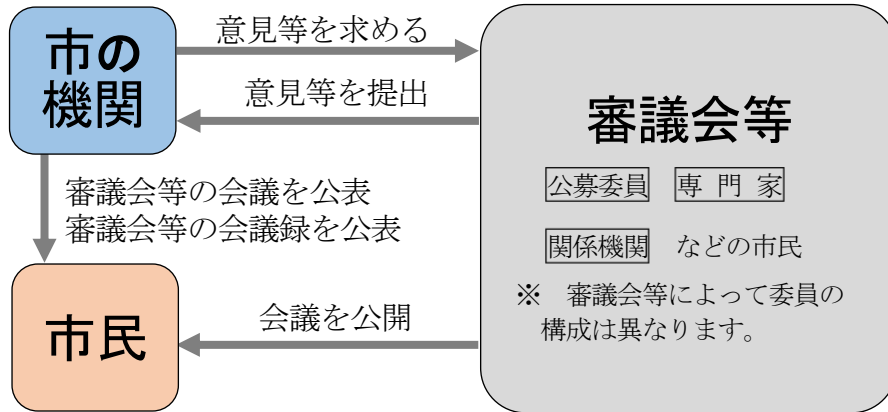 市の
機関
意見等を求める
意見等を提出
審議会等の会議を公表
審議会等の会議録を公表
市民
会議を公開
審議会等
公募委員 専門家
関係機関 などの市民
※ 審議会等によって委員の
構成は異なります。